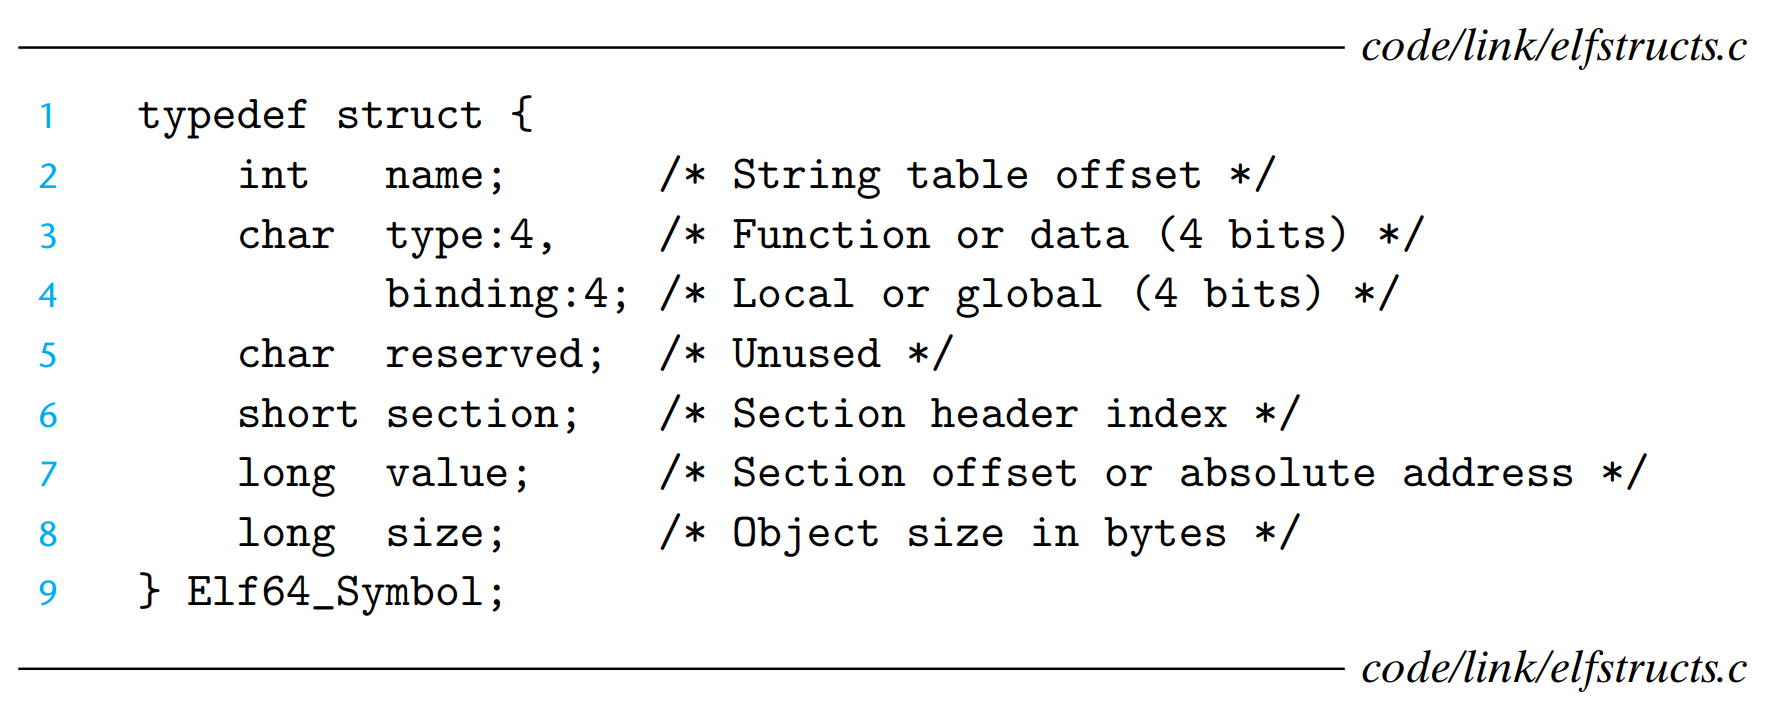 code/link/elfstructs.c
1 typedef struct {
2 int name; /* String table offset */
3 char type:4, /* Function or data (4 bits) */
4 binding:4; /* Local or global (4 bits) */
5 char reserved; /* Unused */
6 short section; /* Section header index */
7 long value; /* Section offset or absolute address */
8 long size; /* Object size in bytes */
9 } Elf64_Symbol;
code/link/elfstructs.c